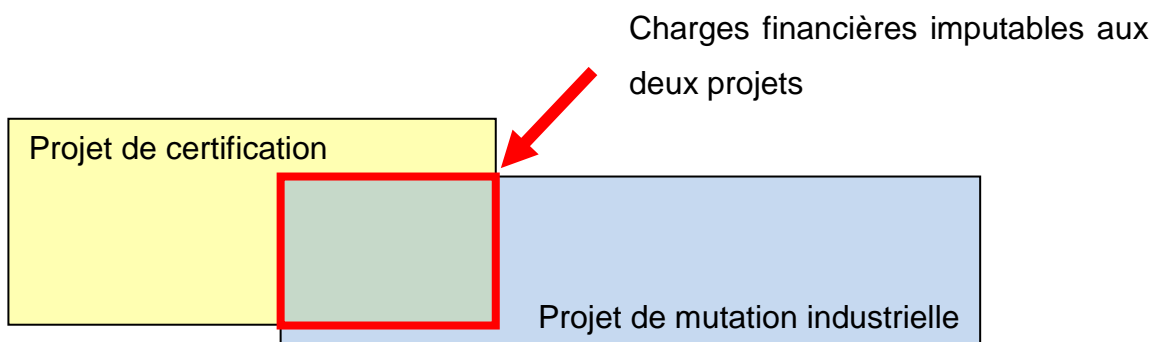 Charges financières imputables aux
deux projets
Projet de certification
Projet de mutation industrielle